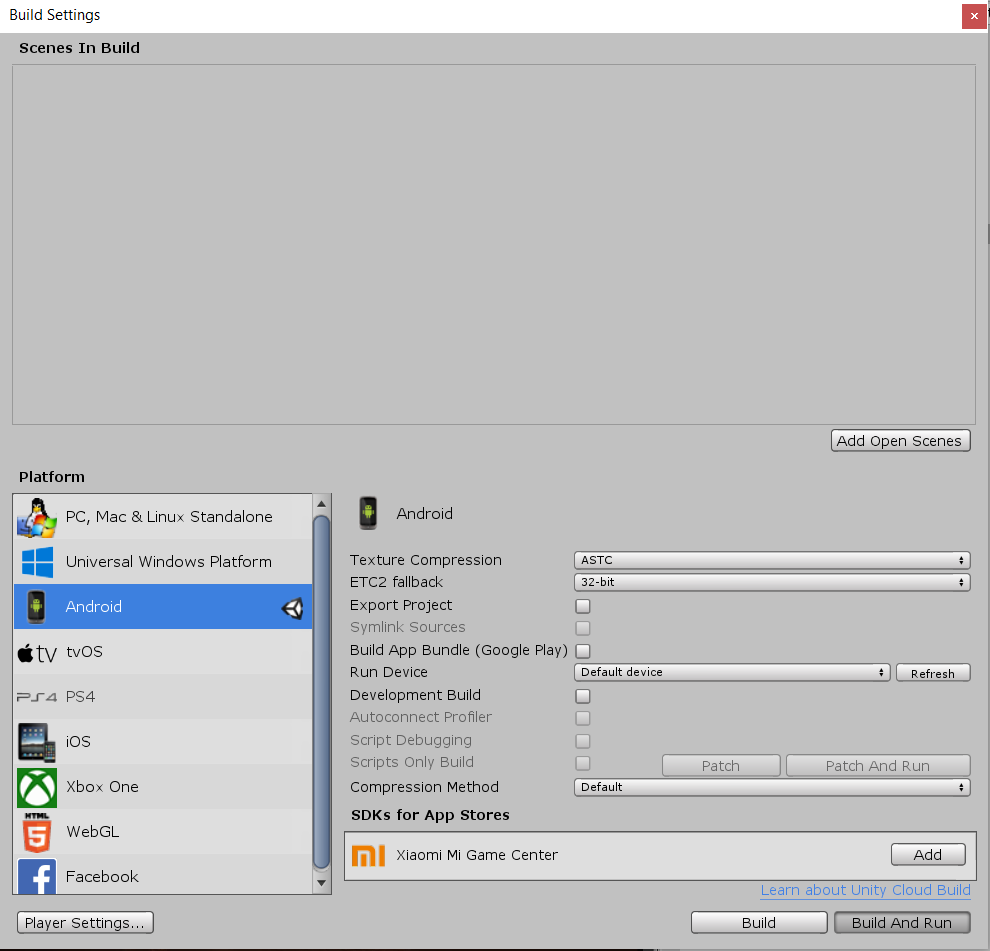 Build Settings
Scenes In Build
Add Open Scenes
Platform
PC, Mac & Linux Standalone
Universal Windows Platform
Android
tv tvOS
PS4 PS4
iOS
Xbox One
HTML 5 WebGL
f Facebook
Android
Texture Compression ASTC
ETC2 fallback 32-bit
Export Project
Symlink Sources
Build App Bundle (Google Play)
Run Device Default device Refresh
Development Build
Autoconnect Profiler
Script Debugging
Scripts Only Build Patch Patch And Run
Compression Method Default
SDKs for App Stores
mi Xiaomi Mi Game Center Add
Learn about Unity Cloud Build
Player Settings... Build Build And Run